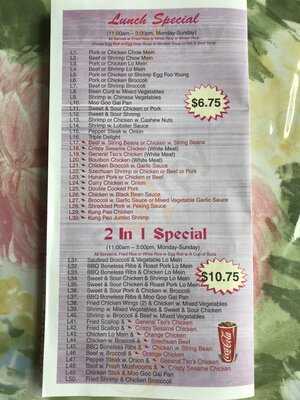 Lunch Special
(11:00am - 3:00pm, Monday-Sunday)
L1. Pork or Chicken Chow Mein
L2. Beef or Shrimp Chow Mein
L3. Pork or Chicken Lo Mein
L4. Beef or Shrimp Lo Mein
L5. Pork or Chicken or Shrimp Egg Foo Young
L6. Pork or Chicken Broccoli
L7. Beef or Shrimp Broccoli
L8. Bean Curd w. Mixed Vegetables
L9. Shrimp w. Chinese Vegetables
L10. Moo Goo Gai Pan
L11. Sweet & Sour Chicken or Pork
L12. Sweet & Sour Shrimp
L13. Shrimp or Chicken w. Cashew Nuts
L14. Shrimp w. Lobster Sauce
L15. Pepper Steak w. Onion
L16. Triple Delight
L17. Beef w. String Beans or Chicken w. String Beans
L18. Crispy Sesame Chicken (White Meat)
L19. General Tso's Chicken (White Meat)
L20. Bourbon Chicken (White Meat)
L21. Chicken Broccoli w. Garlic Sauce
L22. Szechuan Shrimp or Chicken or Beef or Pork
L23. Hunan Pork or Chicken or Beef
L24. Curry Chicken w. Onion
L25. Double Cooked Pork
L26. Chicken w. Black Bean Sauce
L27. Broccoli w. Garlic Sauce or Mixed Vegetable Garlic Sauce
L28. Shredded Pork w. Peking Sauce
L29. Kung Pao Chicken
L30. Kung Pao Jumbo Shrimp
$6.75
2 In 1 Special
(11:00am - 3:00pm, Monday-Sunday)
L31. Sautéed Broccoli & Vegetable Lo Mein
L32. BBQ Boneless Ribs & Roast Pork Lo Mein
L33. BBQ Boneless Ribs & Chicken Lo Mein
L34. Sweet & Sour Chicken & Shrimp Lo Mein
L35. Sweet & Sour Chicken & Roast Pork Lo Mein
L36. Sweet & Sour Pork & Chicken w. Broccoli
L37. BBQ Boneless Ribs & Moo Goo Gai Pan
L38. Fried Chicken Wings (2) & Chicken w. Mixed Vegetables
L39. Shrimp w. Mixed Vegetables & Sweet & Sour Chicken
L40. Shrimp w. Broccoli & Beef w. Mixed Vegetables
L41. Fried Scallop & General Tso's Chicken
L42. Fried Scallop & Crispy Sesame Chicken
L43. Chicken Lo Mein & Orange Chicken
L44. Chicken w. Broccoli & Szechuan Beef
L45. BBQ Boneless Ribs & Chicken w. String Bean
L46. Beef w. Broccoli & Orange Chicken
L47. Pepper Steak w. Onion & General Tso's Chicken
L48. Beef w. Fresh Mushrooms & Crispy Sesame Chicken
L49. Chicken Stick & Moo Goo Gai Pan
L50. Fried Shrimp & Chicken Broccoli
$10.75
Coca-Cola